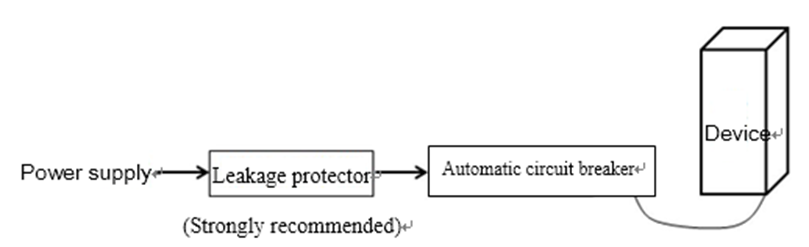 Device
Power supply
Leakage protector
Automatic circuit breaker
(Strongly recommended)